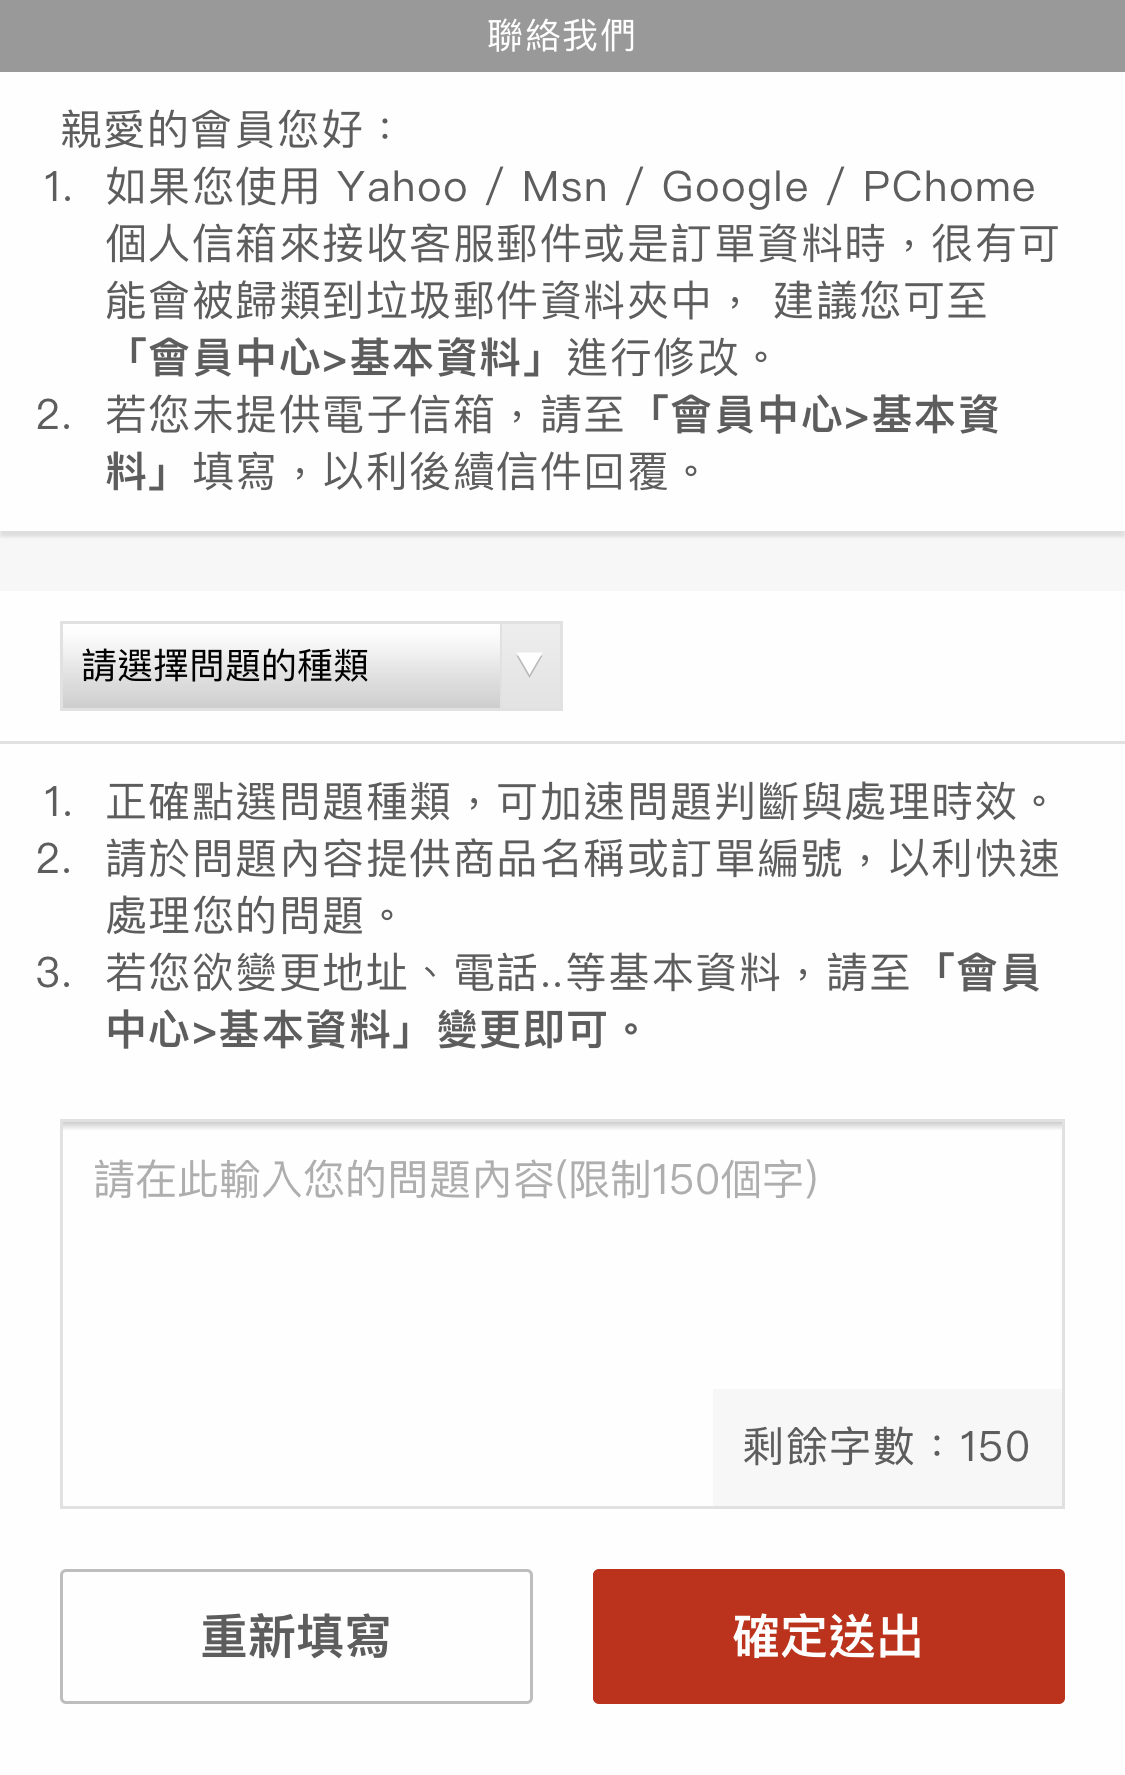 聯絡我們
親愛的會員您好：
1. 如果您使用 Yahoo / Msn / Google / PChome
個人信箱來接收客服郵件或是訂單資料時，很有可
能會被歸類到垃圾郵件資料夾中， 建議您可至
「會員中心>基本資料」進行修改。
2. 若您未提供電子信箱，請至「會員中心>基本資
料」填寫，以利後續信件回覆。
請選擇問題的種類
1. 正確點選問題種類，可加速問題判斷與處理時效。
2. 請於問題內容提供商品名稱或訂單編號，以利快速
處理您的問題。
3. 若您欲變更地址、電話..等基本資料，請至「會員
中心>基本資料」變更即可。
請在此輸入您的問題內容(限制150個字)
剩餘字數：150
重新填寫
確定送出